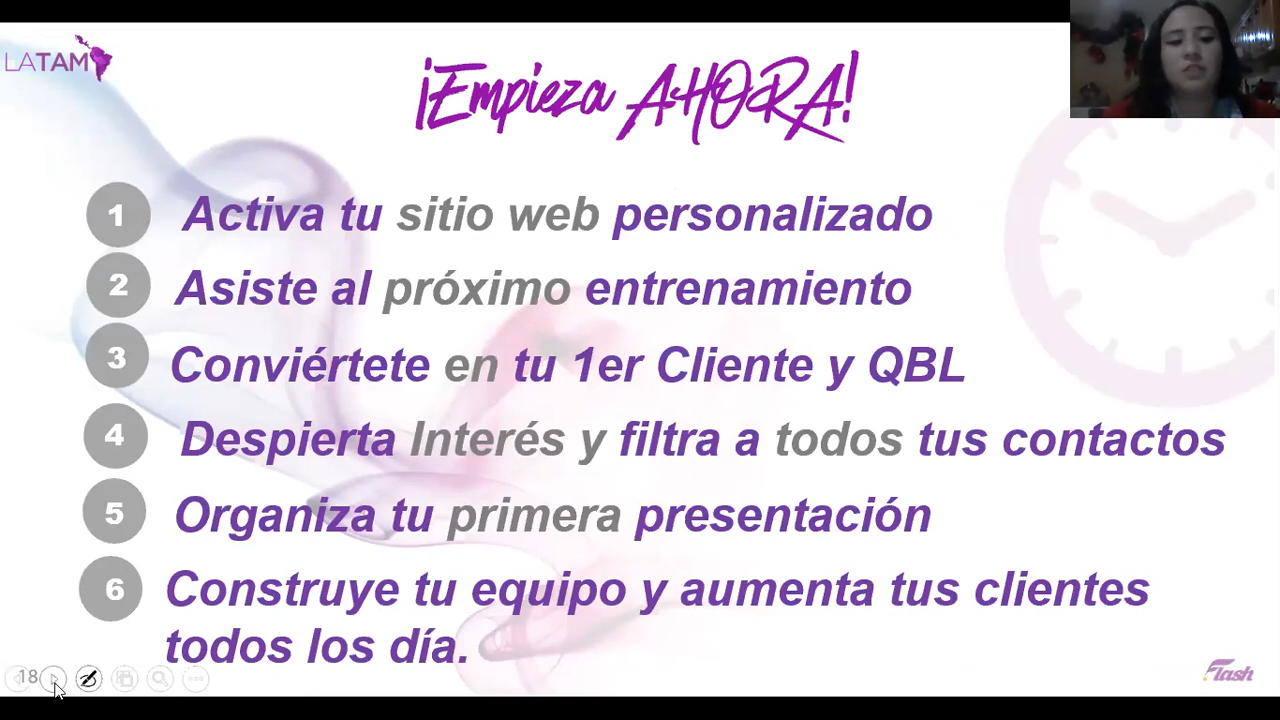 LATAM
¡Empieza AHORA!
1 Activa tu sitio web personalizado
2 Asiste al próximo entrenamiento
3 Conviértete en tu 1er Cliente y QBL
4 Despierta Interés y filtra a todos tus contactos
5 Organiza tu primera presentación
6 Construye tu equipo y aumenta tus clientes
todos los día.
18
Flash